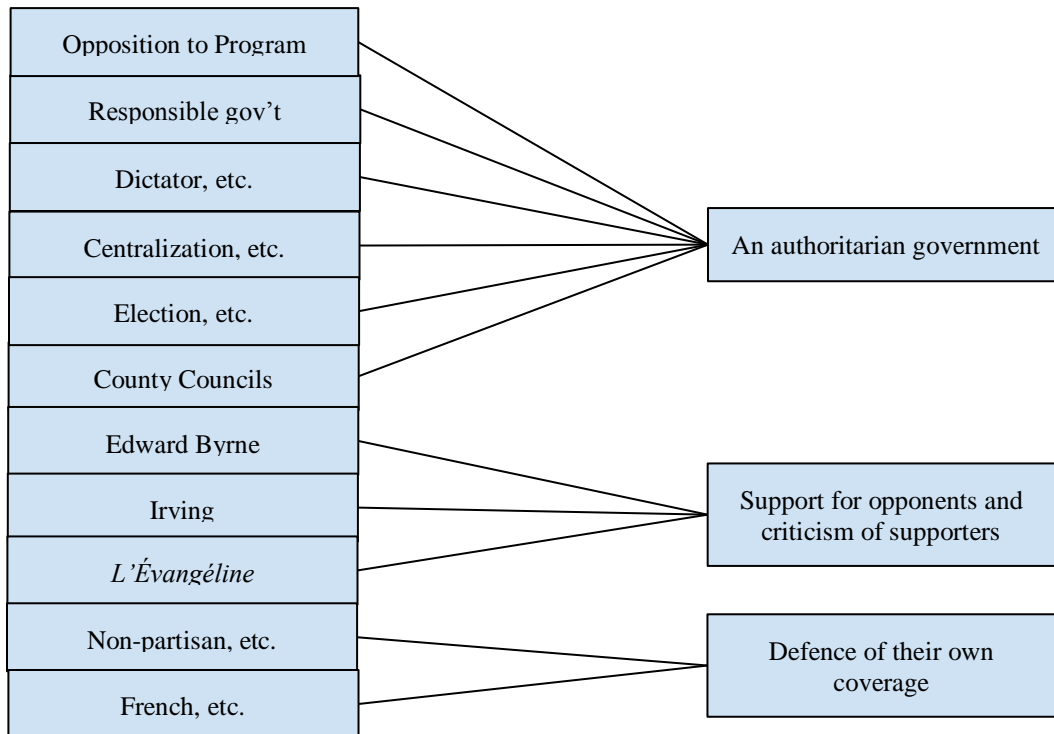 Opposition to Program
Responsible gov’t
Dictator, etc.
Centralization, etc.
Election, etc.
County Councils
Edward Byrne
Irving
L’Évangéline
Non-partisan, etc.
French, etc.
An authoritarian government
Support for opponents and
criticism of supporters
Defence of their own
coverage